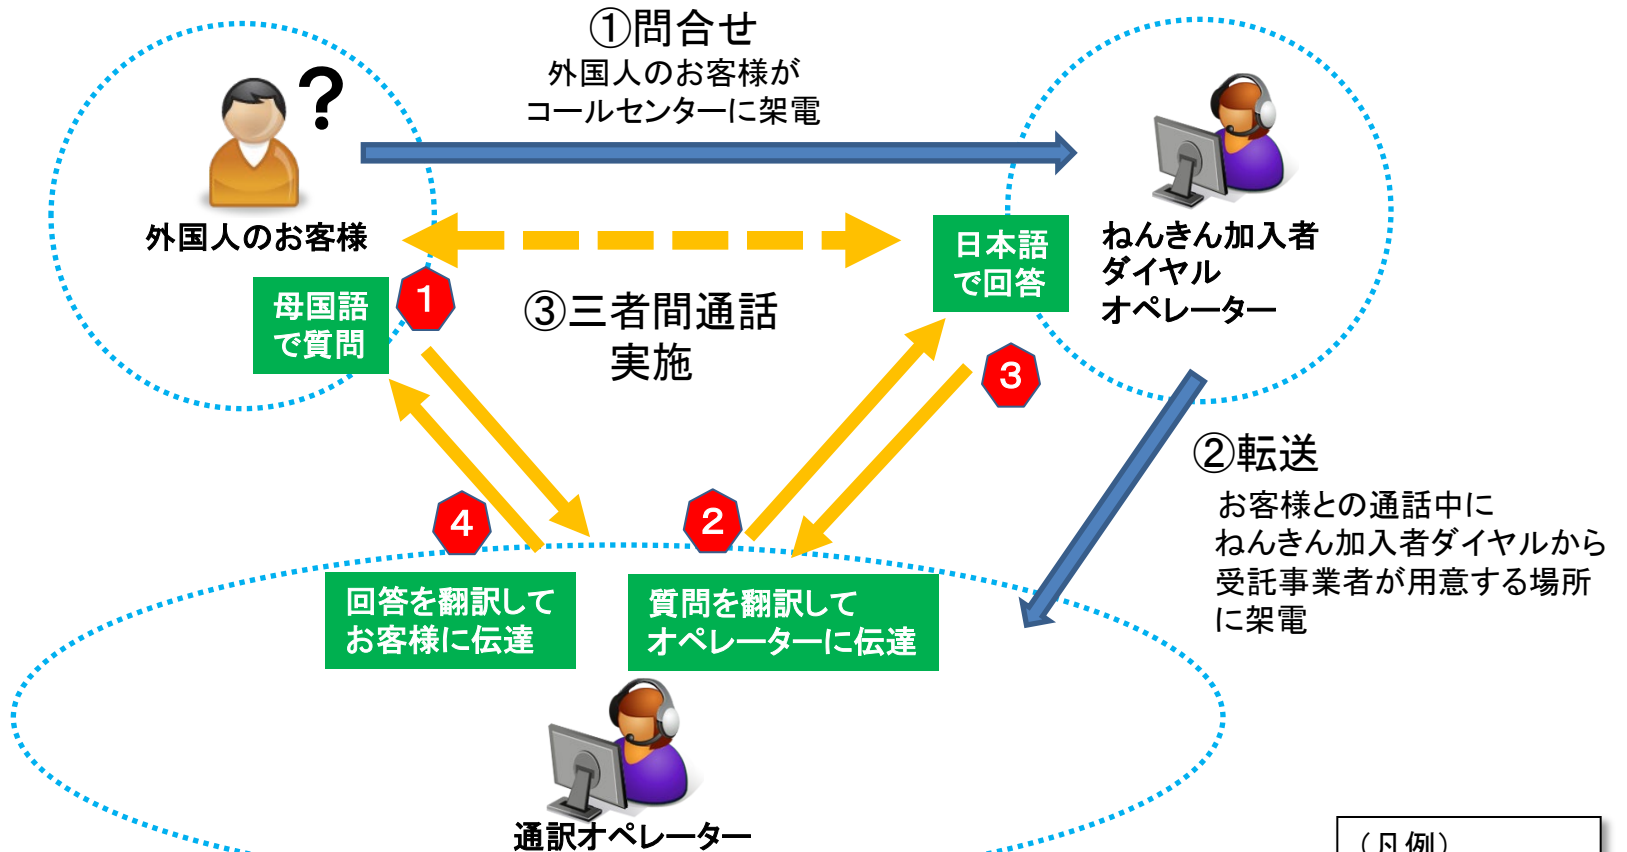 ①問合せ
外国人のお客様が
コールセンターに架電
?
外国人のお客様
ねんきん加入者
ダイヤル
オペレーター
日本語
で回答
母国語
で質問
1
③三者間通話
実施
3
②転送
お客様との通話中に
ねんきん加入者ダイヤルから
受託事業者が用意する場所
に架電
4
2
回答を翻訳して
お客様に伝達
質問を翻訳して
オペレーターに伝達
通訳オペレーター
(凡例)